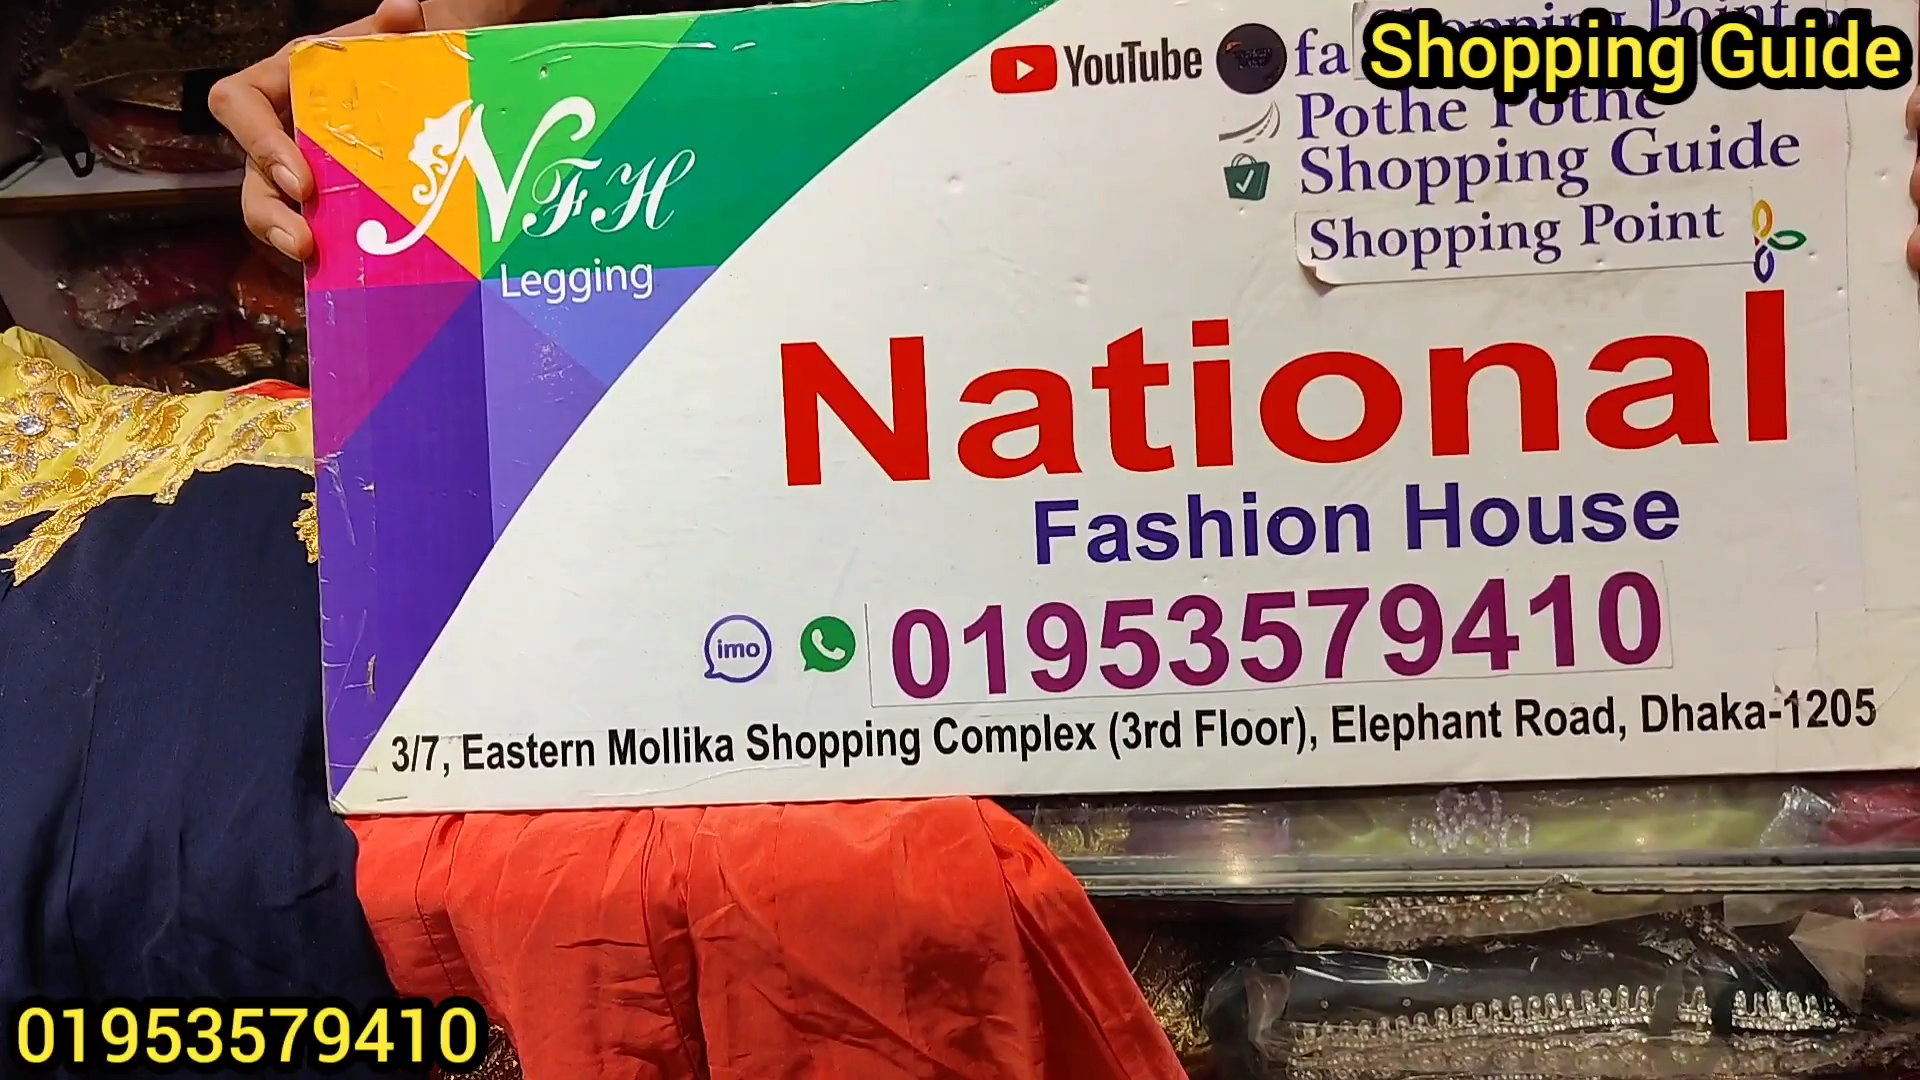 YouTube fa
Shopping Guide
Pothe Pothe
Shopping Guide
Shopping Point
NFH
Legging
National
Fashion House
imo 01953579410
3/7, Eastern Mollika Shopping Complex (3rd Floor), Elephant Road, Dhaka-1205
01953579410